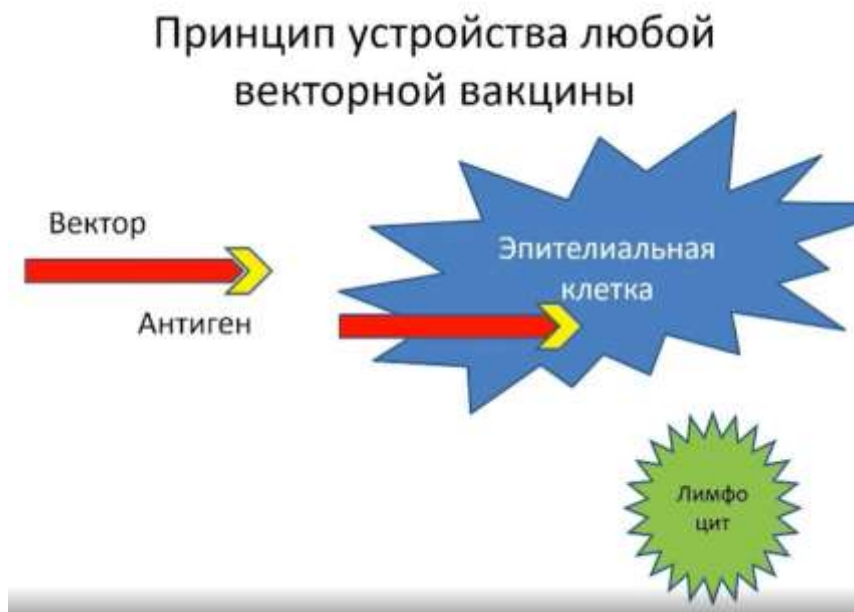 Принцип устройства любой
векторной вакцины
Вектор
Антиген
Эпителиальная
клетка
Лимфо
цит